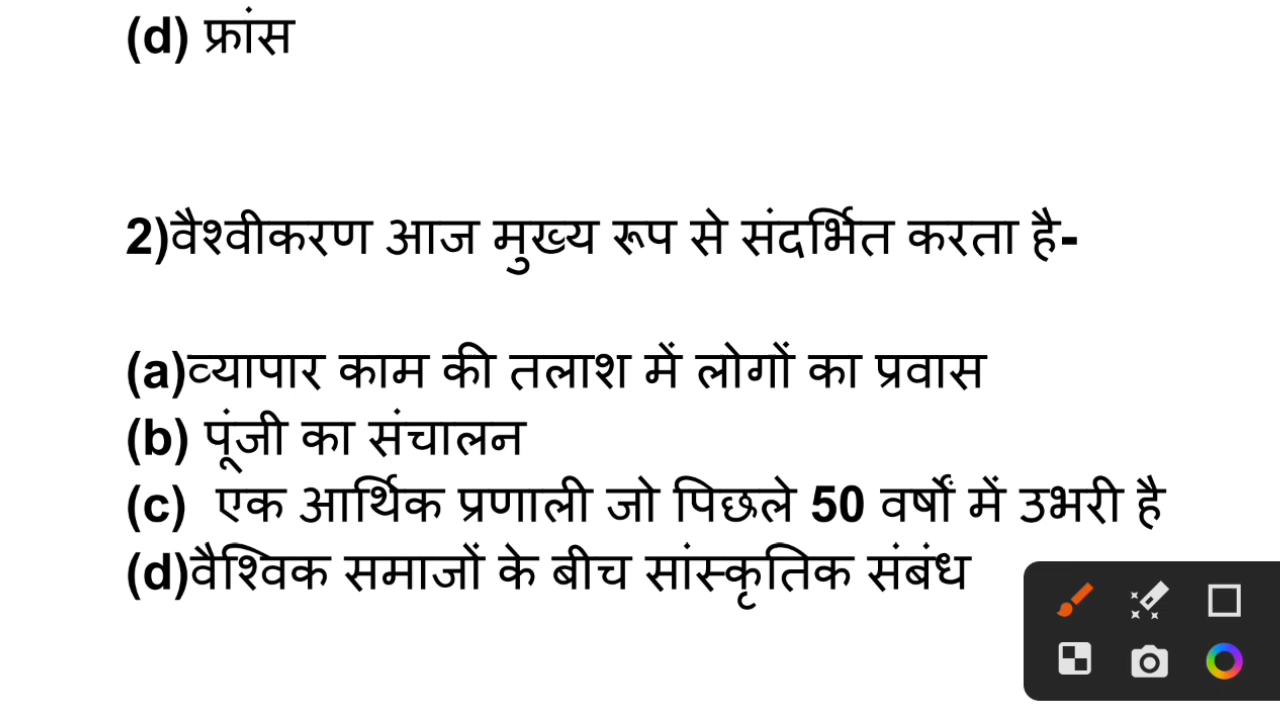 (d) फ्रांस
2)वैश्वीकरण आज मुख्य रूप से संदर्भित करता है-
(a)व्यापार काम की तलाश में लोगों का प्रवास
(b) पूंजी का संचालन
(c) एक आर्थिक प्रणाली जो पिछले 50 वर्षों में उभरी है
(d)वैश्विक समाजों के बीच सांस्कृतिक संबंध